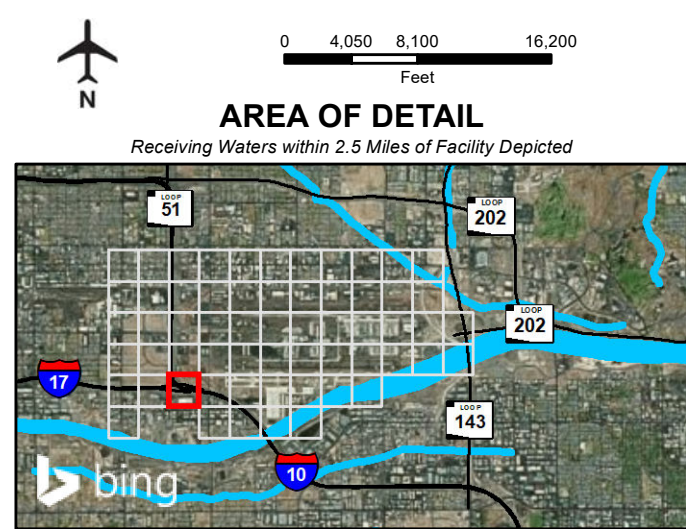 0 4,050 8,100 16,200
Feet
N
AREA OF DETAIL
Receiving Waters within 2.5 Miles of Facility Depicted
LOOP
51
LOOP
202
LOOP
202
17
LOOP
143
10
bing